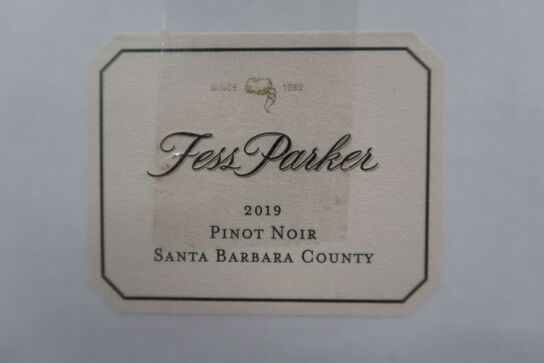 SINCE 1989
Fess Parker
2019
PINOT NOIR
SANTA BARBARA COUNTY